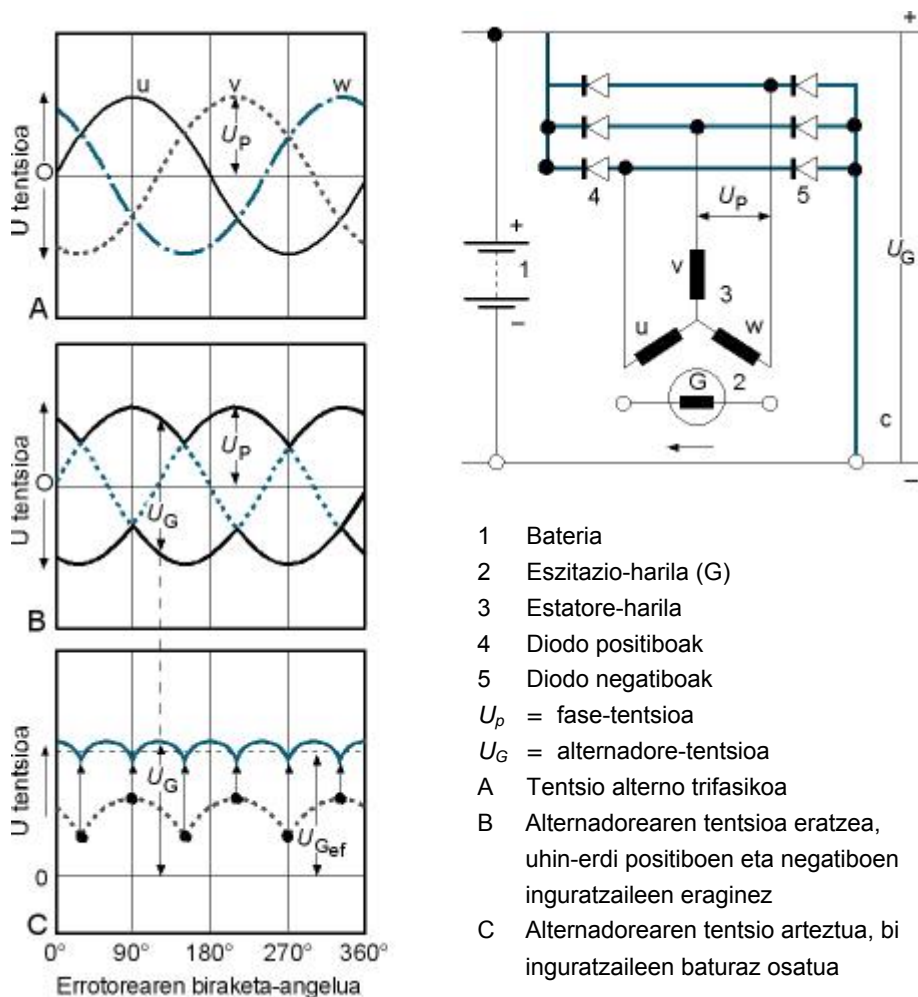 u v w
U_P
U tentsioa
O
A
U tentsioa
O
U_P
U_G
B
U tentsioa
U_G
U_Gef
0
C
0° 90° 180° 270° 360°
Errotorearen biraketa-angelua
+
4 5
U_P
+
1
−
v
3
u w
G 2
U_G
c
−
1 Bateria
2 Eszitazio-harila (G)
3 Estatore-harila
4 Diodo positiboak
5 Diodo negatiboak
U_p = fase-tentsioa
U_G = alternadore-tentsioa
A Tentsio alterno trifasikoa
B Alternadorearen tentsioa eratzea,
uhin-erdi positiboen eta negatiboen
inguratzaileen eraginez
C Alternadorearen tentsio arteztua, bi
inguratzaileen baturaz osatua